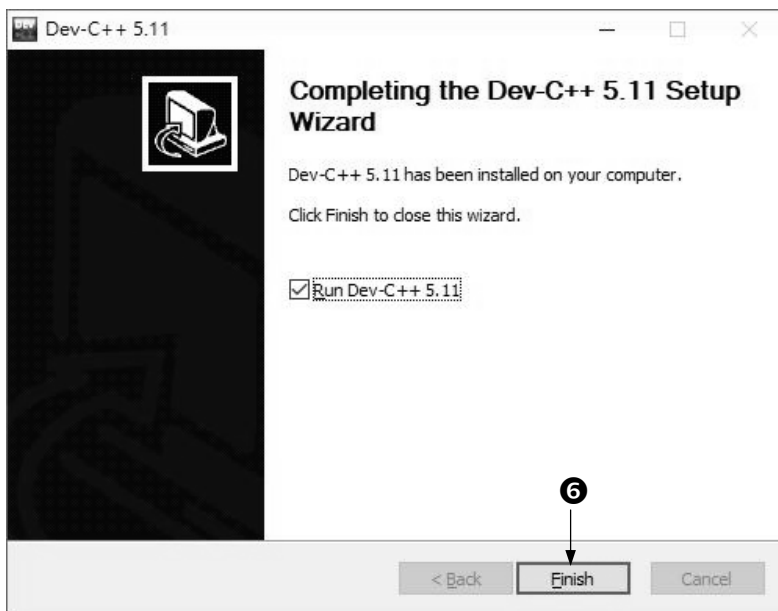 Dev-C++ 5.11
Completing the Dev-C++ 5.11 Setup
Wizard
Dev-C++ 5.11 has been installed on your computer.
Click Finish to close this wizard.
Run Dev-C++ 5.11
❻
< Back Finish Cancel